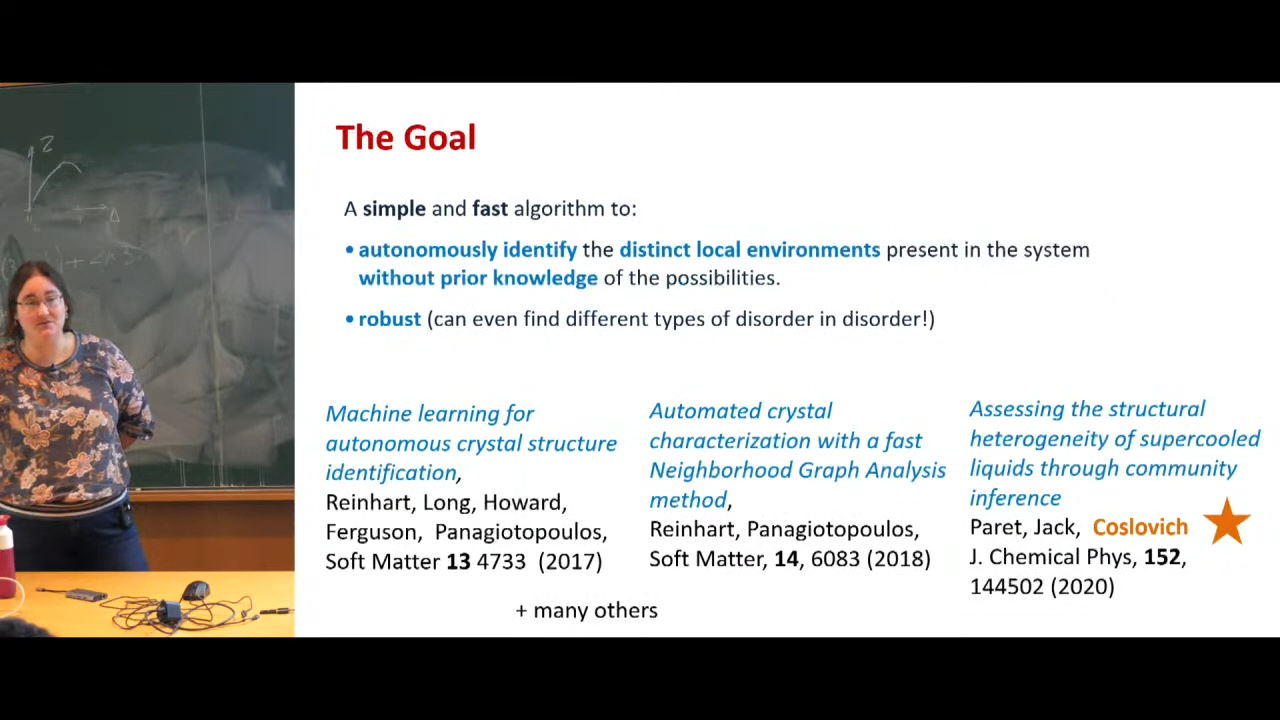 The Goal
A simple and fast algorithm to:
• autonomously identify the distinct local environments present in the system
without prior knowledge of the possibilities.
• robust (can even find different types of disorder in disorder!)
Machine learning for
autonomous crystal structure
identification,
Reinhart, Long, Howard,
Ferguson, Panagiotopoulos,
Soft Matter 13 4733 (2017)
Automated crystal
characterization with a fast
Neighborhood Graph Analysis
method,
Reinhart, Panagiotopoulos,
Soft Matter, 14, 6083 (2018)
Assessing the structural
heterogeneity of supercooled
liquids through community
inference
Paret, Jack, Coslovich
J. Chemical Phys, 152,
144502 (2020)
+ many others